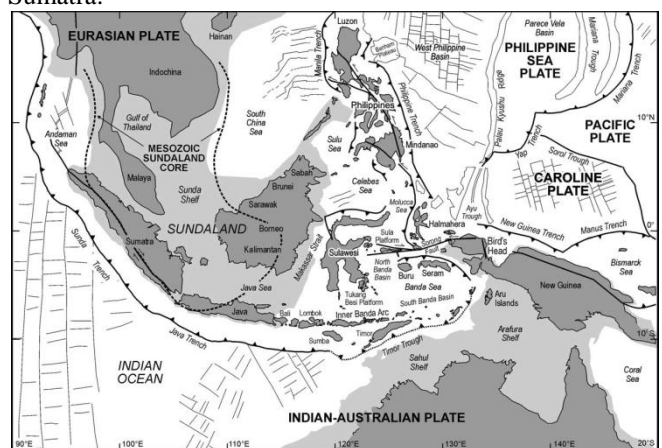 Sumatra.
EURASIAN PLATE
Hainan
Luzon
Parece Vela
Basin
Mariana
Trough
Mariana Trench
Benham
Plateau
West Philippine
Basin
PHILIPPINE
SEA
PLATE
Manila Trench
Indochina
Philippine Trench
Palau Kyushu Ridge
Mariana Trench
South
China
Sea
Philippines
10°N
Andaman
Sea
Gulf of
Thailand
PACIFIC
PLATE
MESOZOIC
SUNDALAND
CORE
Sulu
Sea
Mindanao
Yap Trench
Sorol Trough
CAROLINE
PLATE
Sabah
Brunei
Malaya
Sunda
Shelf
Celebes
Sea
Ayu
Trough
Sarawak
Molucca
Sea
Halmahera
New Guinea Trench
Manus Trench
0°
SUNDALAND
Borneo
Kalimantan
Makassar Strait
Sula
Platform
Sorong
Fault
Bird's
Head
Sumatra
Sulawesi
North
Banda
Basin
Bismarck
Sea
Sunda Trench
Buru
Seram
Banda Sea
New Guinea
Java Sea
Tukang
Besi Platform
South Banda Basin
Aru
Islands
Java
Bali
Lombok
Inner Banda Arc
Timor
Arafura
Shelf
10°S
Java Trench
Sumba
Timor Trough
Sahul
Shelf
INDIAN
OCEAN
Coral
Sea
INDIAN-AUSTRALIAN PLATE
90°E
100°E
110°E
120°E
130°E
140°E
20°S